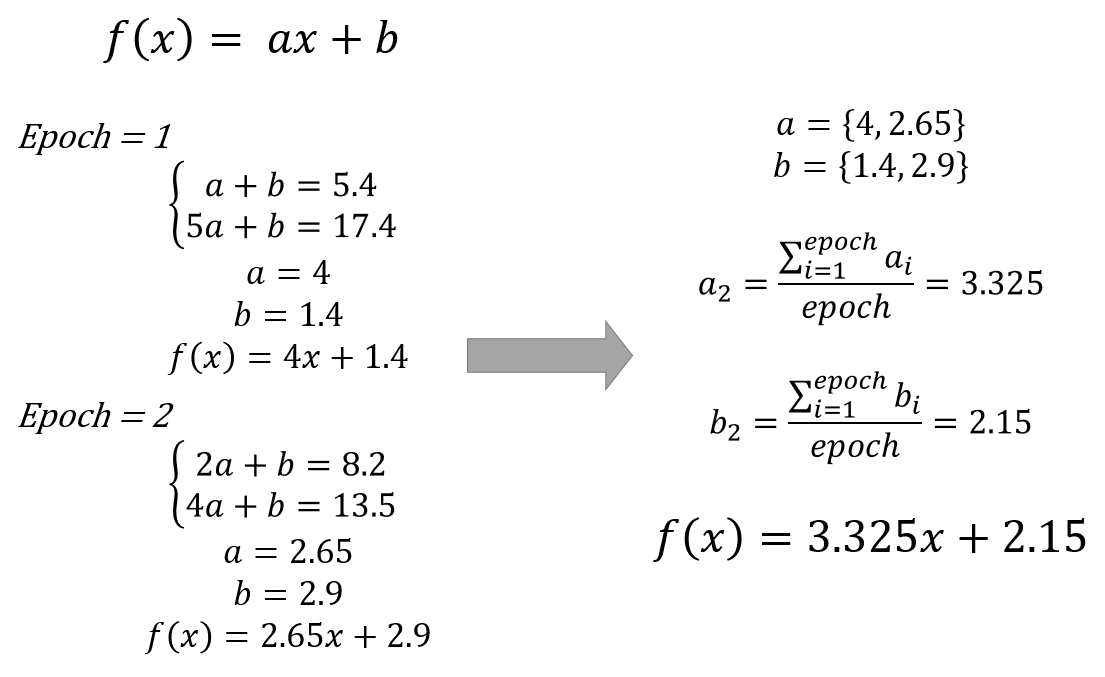 f(x) = ax + b
Epoch = 1
a + b = 5.4
5a + b = 17.4
a = 4
b = 1.4
f(x) = 4x + 1.4
Epoch = 2
2a + b = 8.2
4a + b = 13.5
a = 2.65
b = 2.9
f(x) = 2.65x + 2.9
a = {4, 2.65}
b = {1.4, 2.9}
a₂ = ∑_{i=1}^{epoch} a_i / epoch = 3.325
b₂ = ∑_{i=1}^{epoch} b_i / epoch = 2.15
f(x) = 3.325x + 2.15